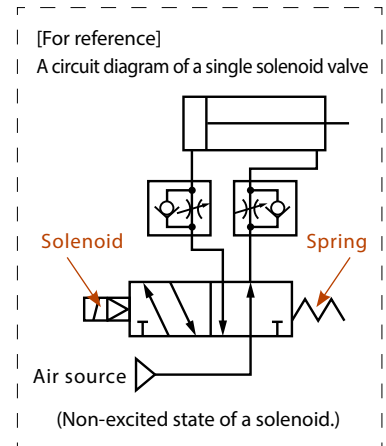 [For reference]
A circuit diagram of a single solenoid valve
Solenoid
Spring
Air source
(Non-excited state of a solenoid.)